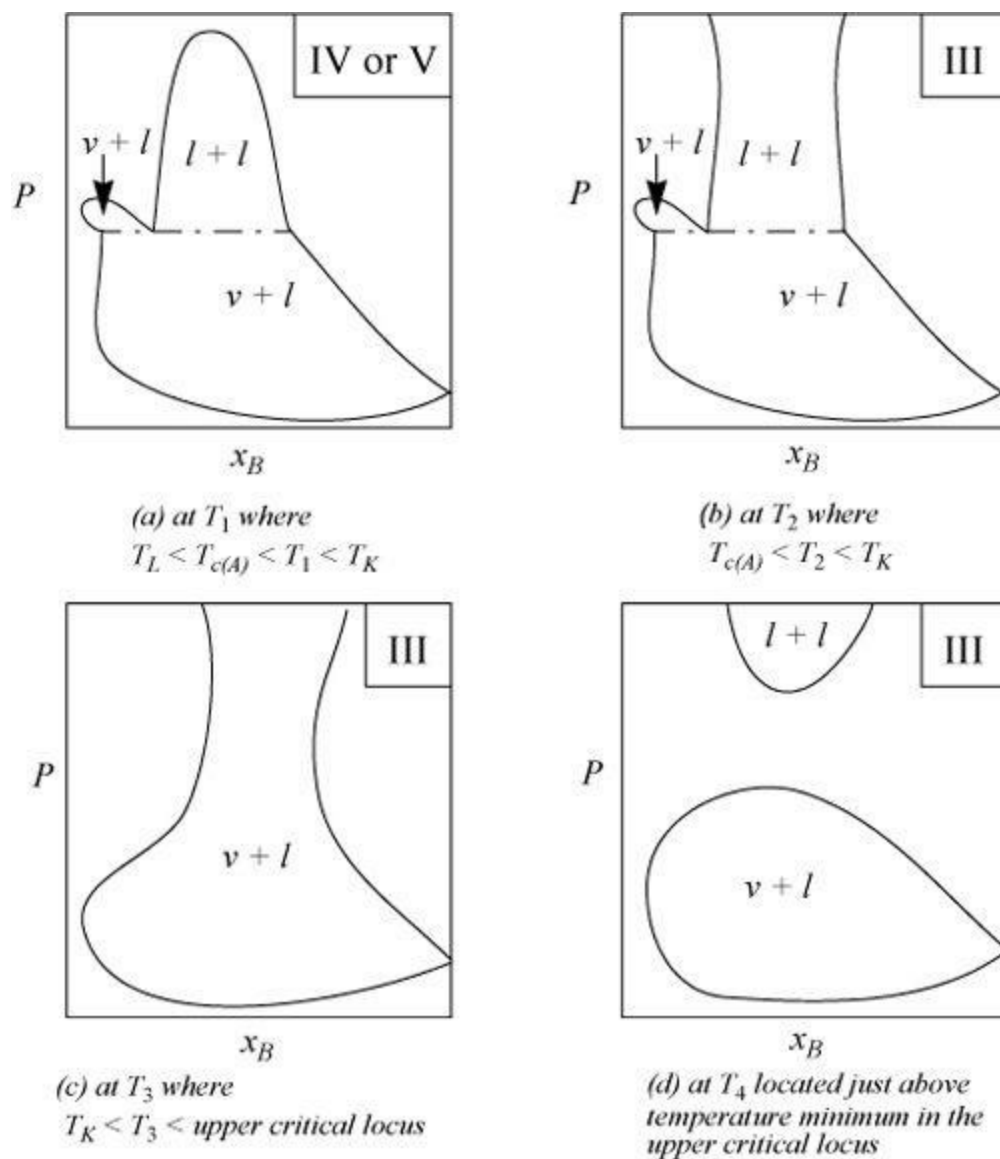 IV or V
v + l
l + l
P
v + l
x_B
(a) at T_1 where
T_L < T_c(A) < T_1 < T_K
III
v + l
l + l
P
v + l
x_B
(b) at T_2 where
T_c(A) < T_2 < T_K
III
P
v + l
x_B
(c) at T_3 where
T_K < T_3 < upper critical locus
l + l
III
P
v + l
x_B
(d) at T_4 located just above
temperature minimum in the
upper critical locus